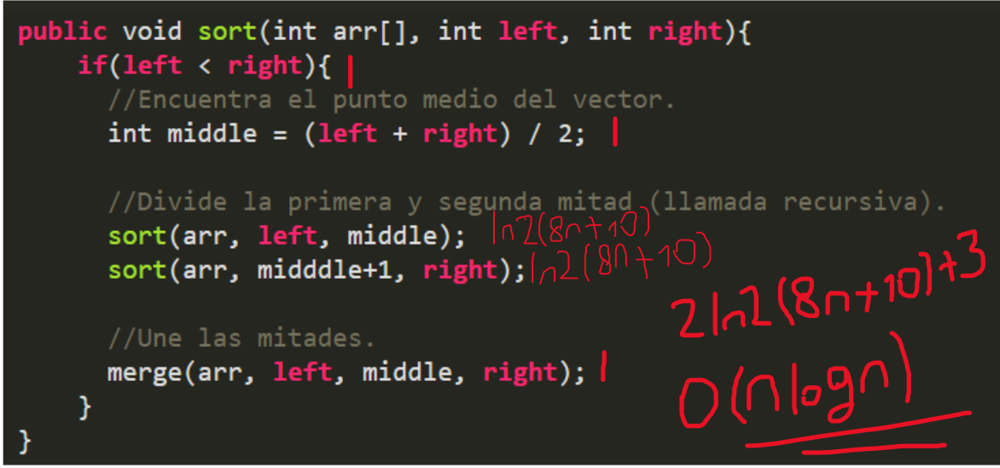 public void sort(int arr[], int left, int right){
if(left < right){ |
//Encuentra el punto medio del vector.
int middle = (left + right) / 2; |
//Divide la primera y segunda mitad (llamada recursiva).
sort(arr, left, middle); ln2(8n+10)
sort(arr, midddle+1, right); ln2(8n+10)
2ln2(8n+10)+3
//Une las mitades.
merge(arr, left, middle, right); |
O(nlogn)
}
}